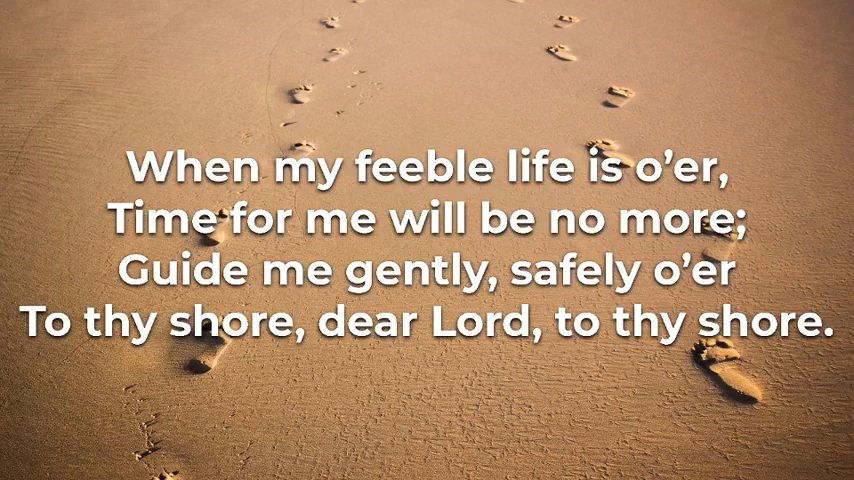 When my feeble life is o’er,
Time for me will be no more;
Guide me gently, safely o’er
To thy shore, dear Lord, to thy shore.